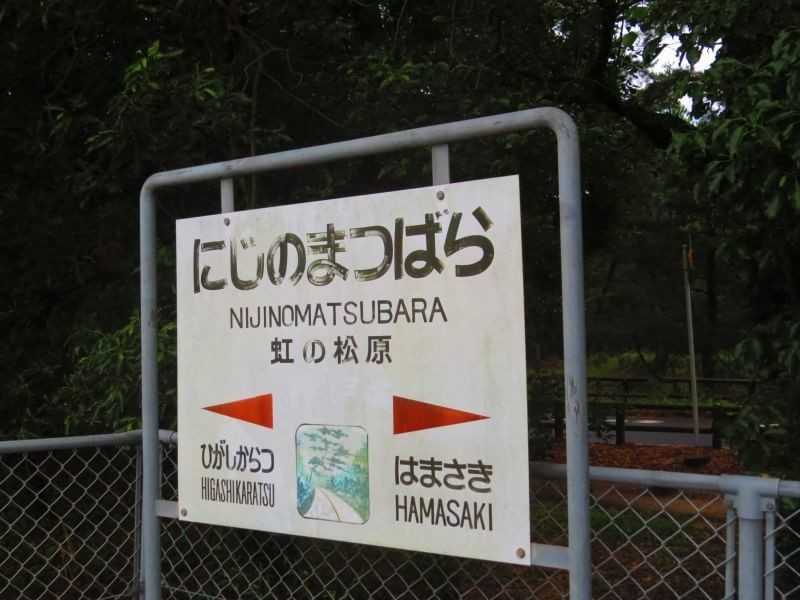 にじのまつばら
NIJINOMATSUBARA
虹の松原
ひがしからつ
HIGASHIKARATSU
はまさき
HAMASAKI